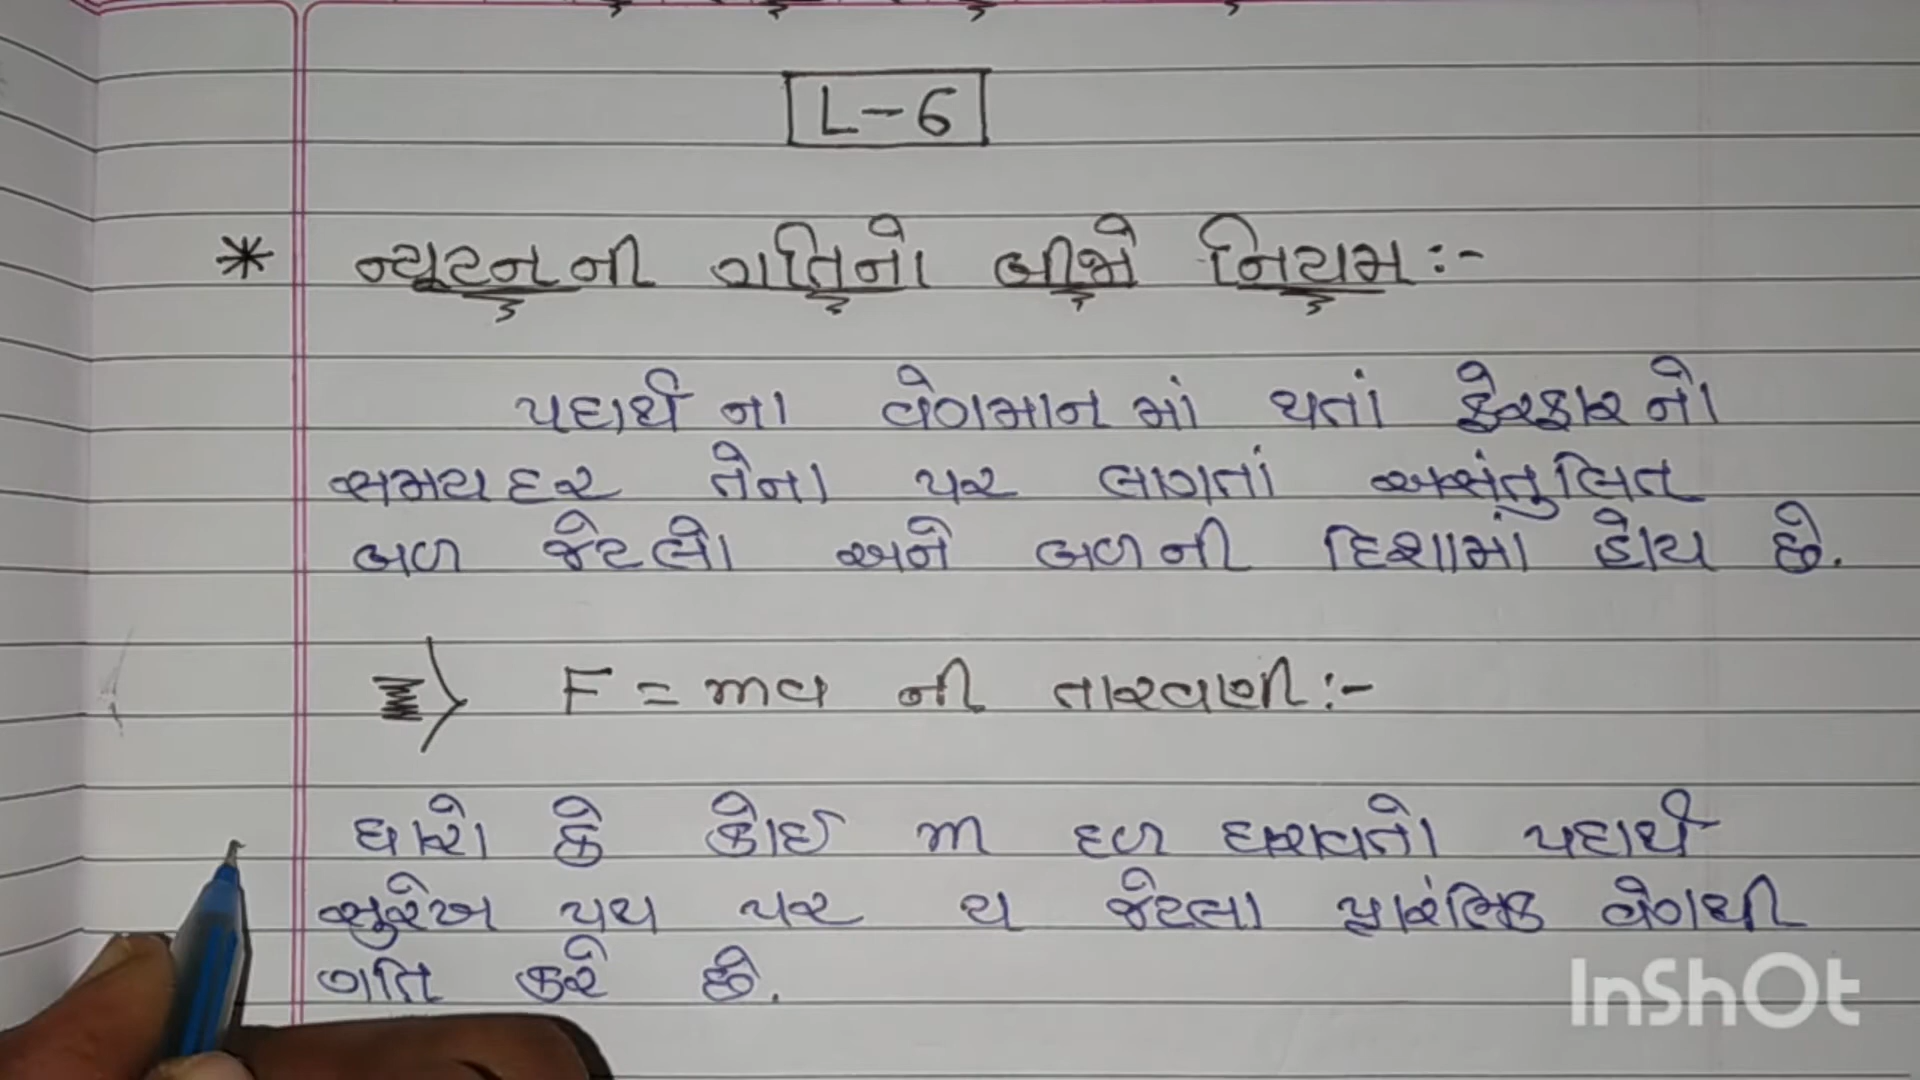 L-6
* ન્યૂટનની ગતિનો બીજો નિયમ:-
પદાર્થ ના વેગમાન માં થતાં ફેરફારનો
સમયદર તેના પર લાગતાં અસંતુલિત
બળ જેટલો અને બળની દિશામાં હોય છે.
⇒ F = ma ની તારવણી:-
ધારો કે કોઈ m દળ ધરાવતો પદાર્થ
સુરેખ પથ પર u જેટલા પ્રારંભિક વેગથી
ગતિ કરે છે.
InShOt